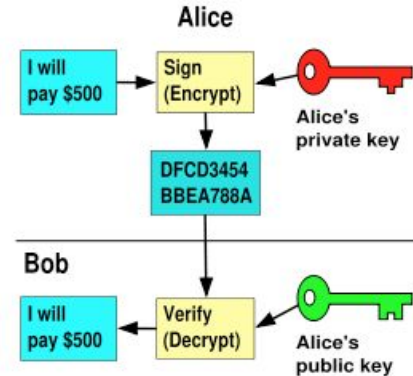 Alice
I will
pay $500
Sign
(Encrypt)
Alice's
private key
DFCD3454
BBEA788A
Bob
I will
pay $500
Verify
(Decrypt)
Alice's
public key